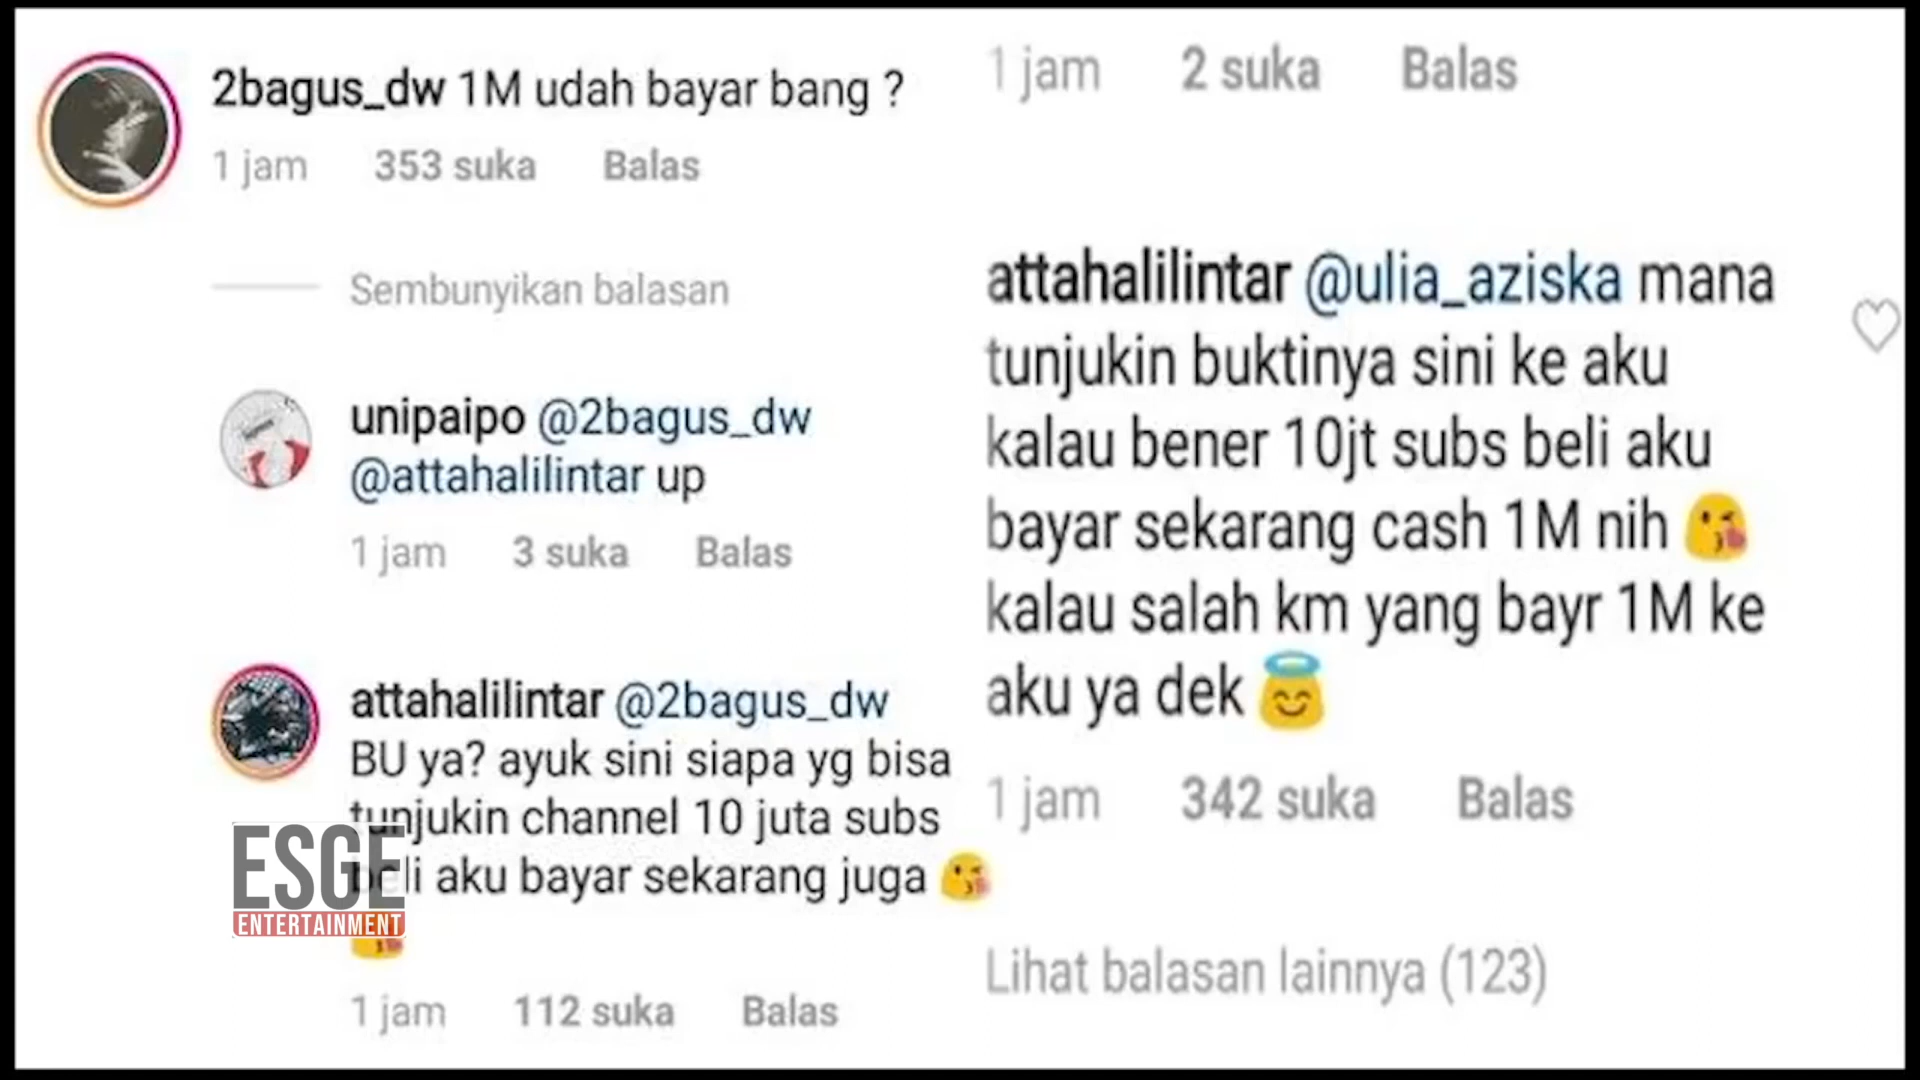 2bagus_dw 1M udah bayar bang ?
1 jam 353 suka Balas
Sembunyikan balasan
unipaipo @2bagus_dw
@attahalilintar up
1 jam 3 suka Balas
attahalilintar @2bagus_dw
BU ya? ayuk sini siapa yg bisa
tunjukin channel 10 juta subs
beli aku bayar sekarang juga 😘
😘
1 jam 112 suka Balas
ESGE
ENTERTAINMENT
1 jam 2 suka Balas
attahalilintar @ulia_aziska mana
tunjukin buktinya sini ke aku
kalau bener 10jt subs beli aku
bayar sekarang cash 1M nih 😘
kalau salah km yang bayr 1M ke
aku ya dek 😇
1 jam 342 suka Balas
Lihat balasan lainnya (123)